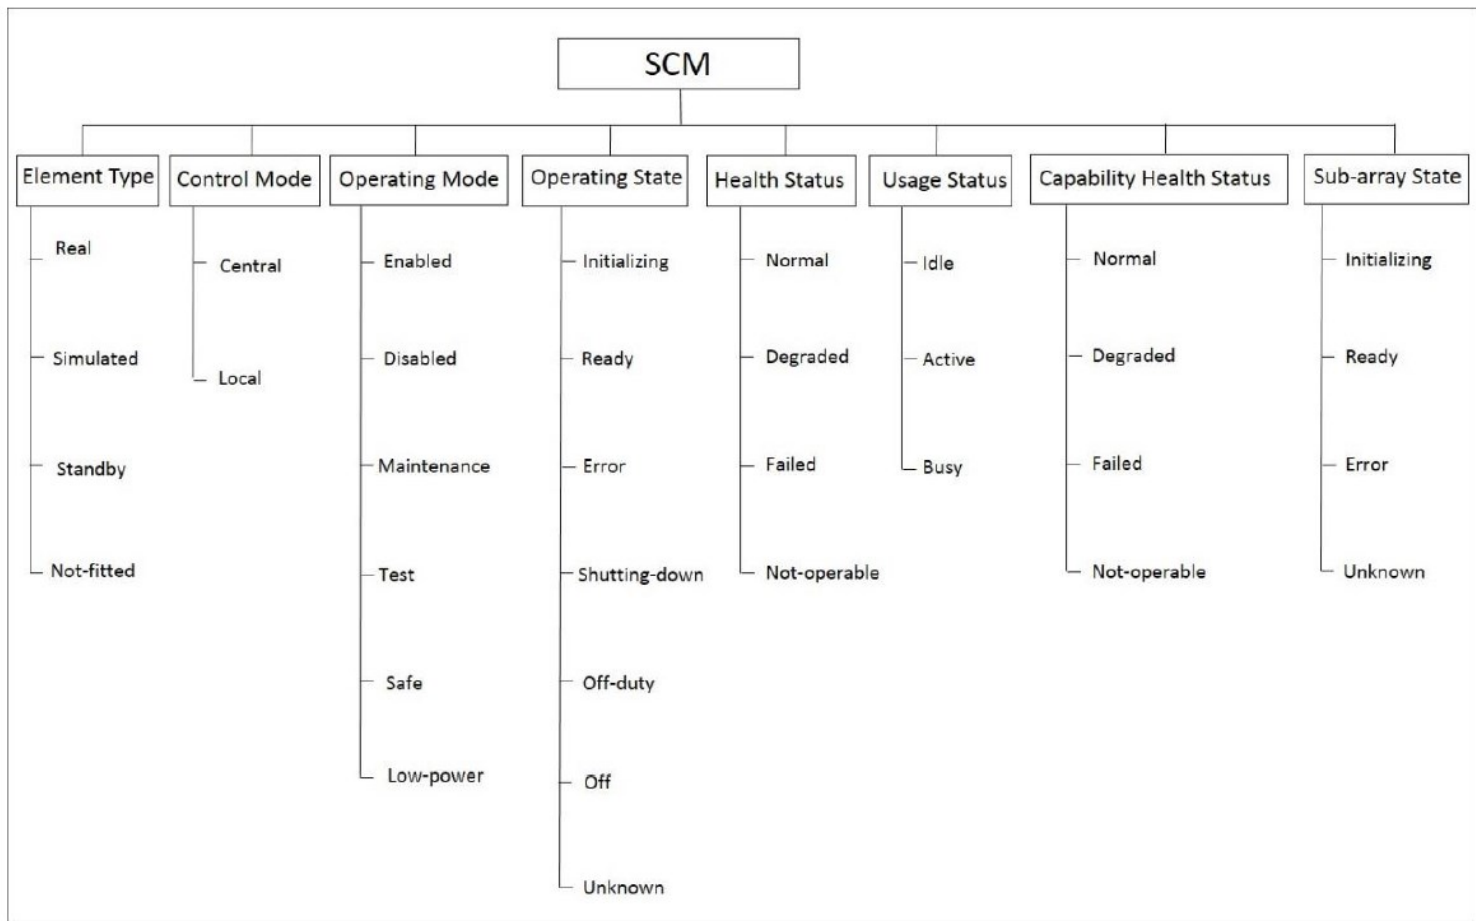 SCM
Element Type
Control Mode
Operating Mode
Operating State
Health Status
Usage Status
Capability Health Status
Sub-array State
Real
Simulated
Standby
Not-fitted
Central
Local
Enabled
Disabled
Maintenance
Test
Safe
Low-power
Initializing
Ready
Error
Shutting-down
Off-duty
Off
Unknown
Normal
Degraded
Failed
Not-operable
Idle
Active
Busy
Normal
Degraded
Failed
Not-operable
Initializing
Ready
Error
Unknown